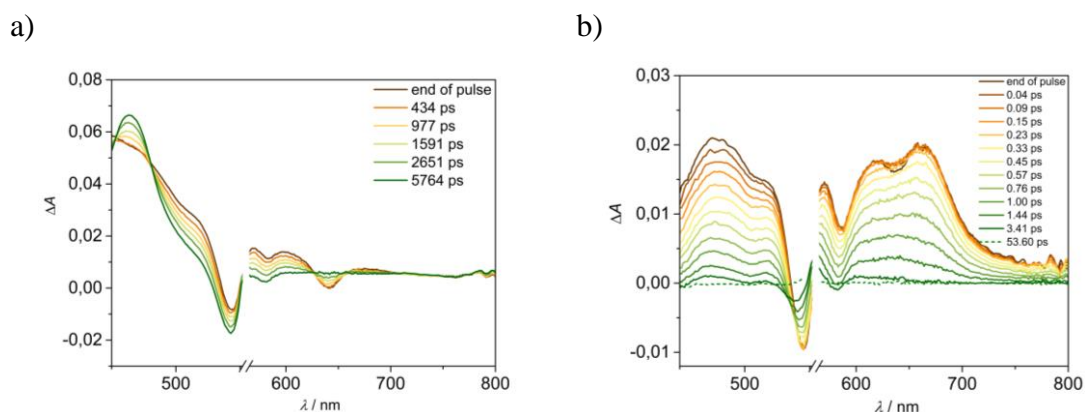 a)
b)
0,08
0,06
0,04
0,02
0,00
-0,02
ΔA
500
600
700
800
λ / nm
end of pulse
434 ps
977 ps
1591 ps
2651 ps
5764 ps
0,03
0,02
0,01
0,00
-0,01
ΔA
500
600
700
800
λ / nm
end of pulse
0.04 ps
0.09 ps
0.15 ps
0.23 ps
0.33 ps
0.45 ps
0.57 ps
0.76 ps
1.00 ps
1.44 ps
3.41 ps
53.60 ps